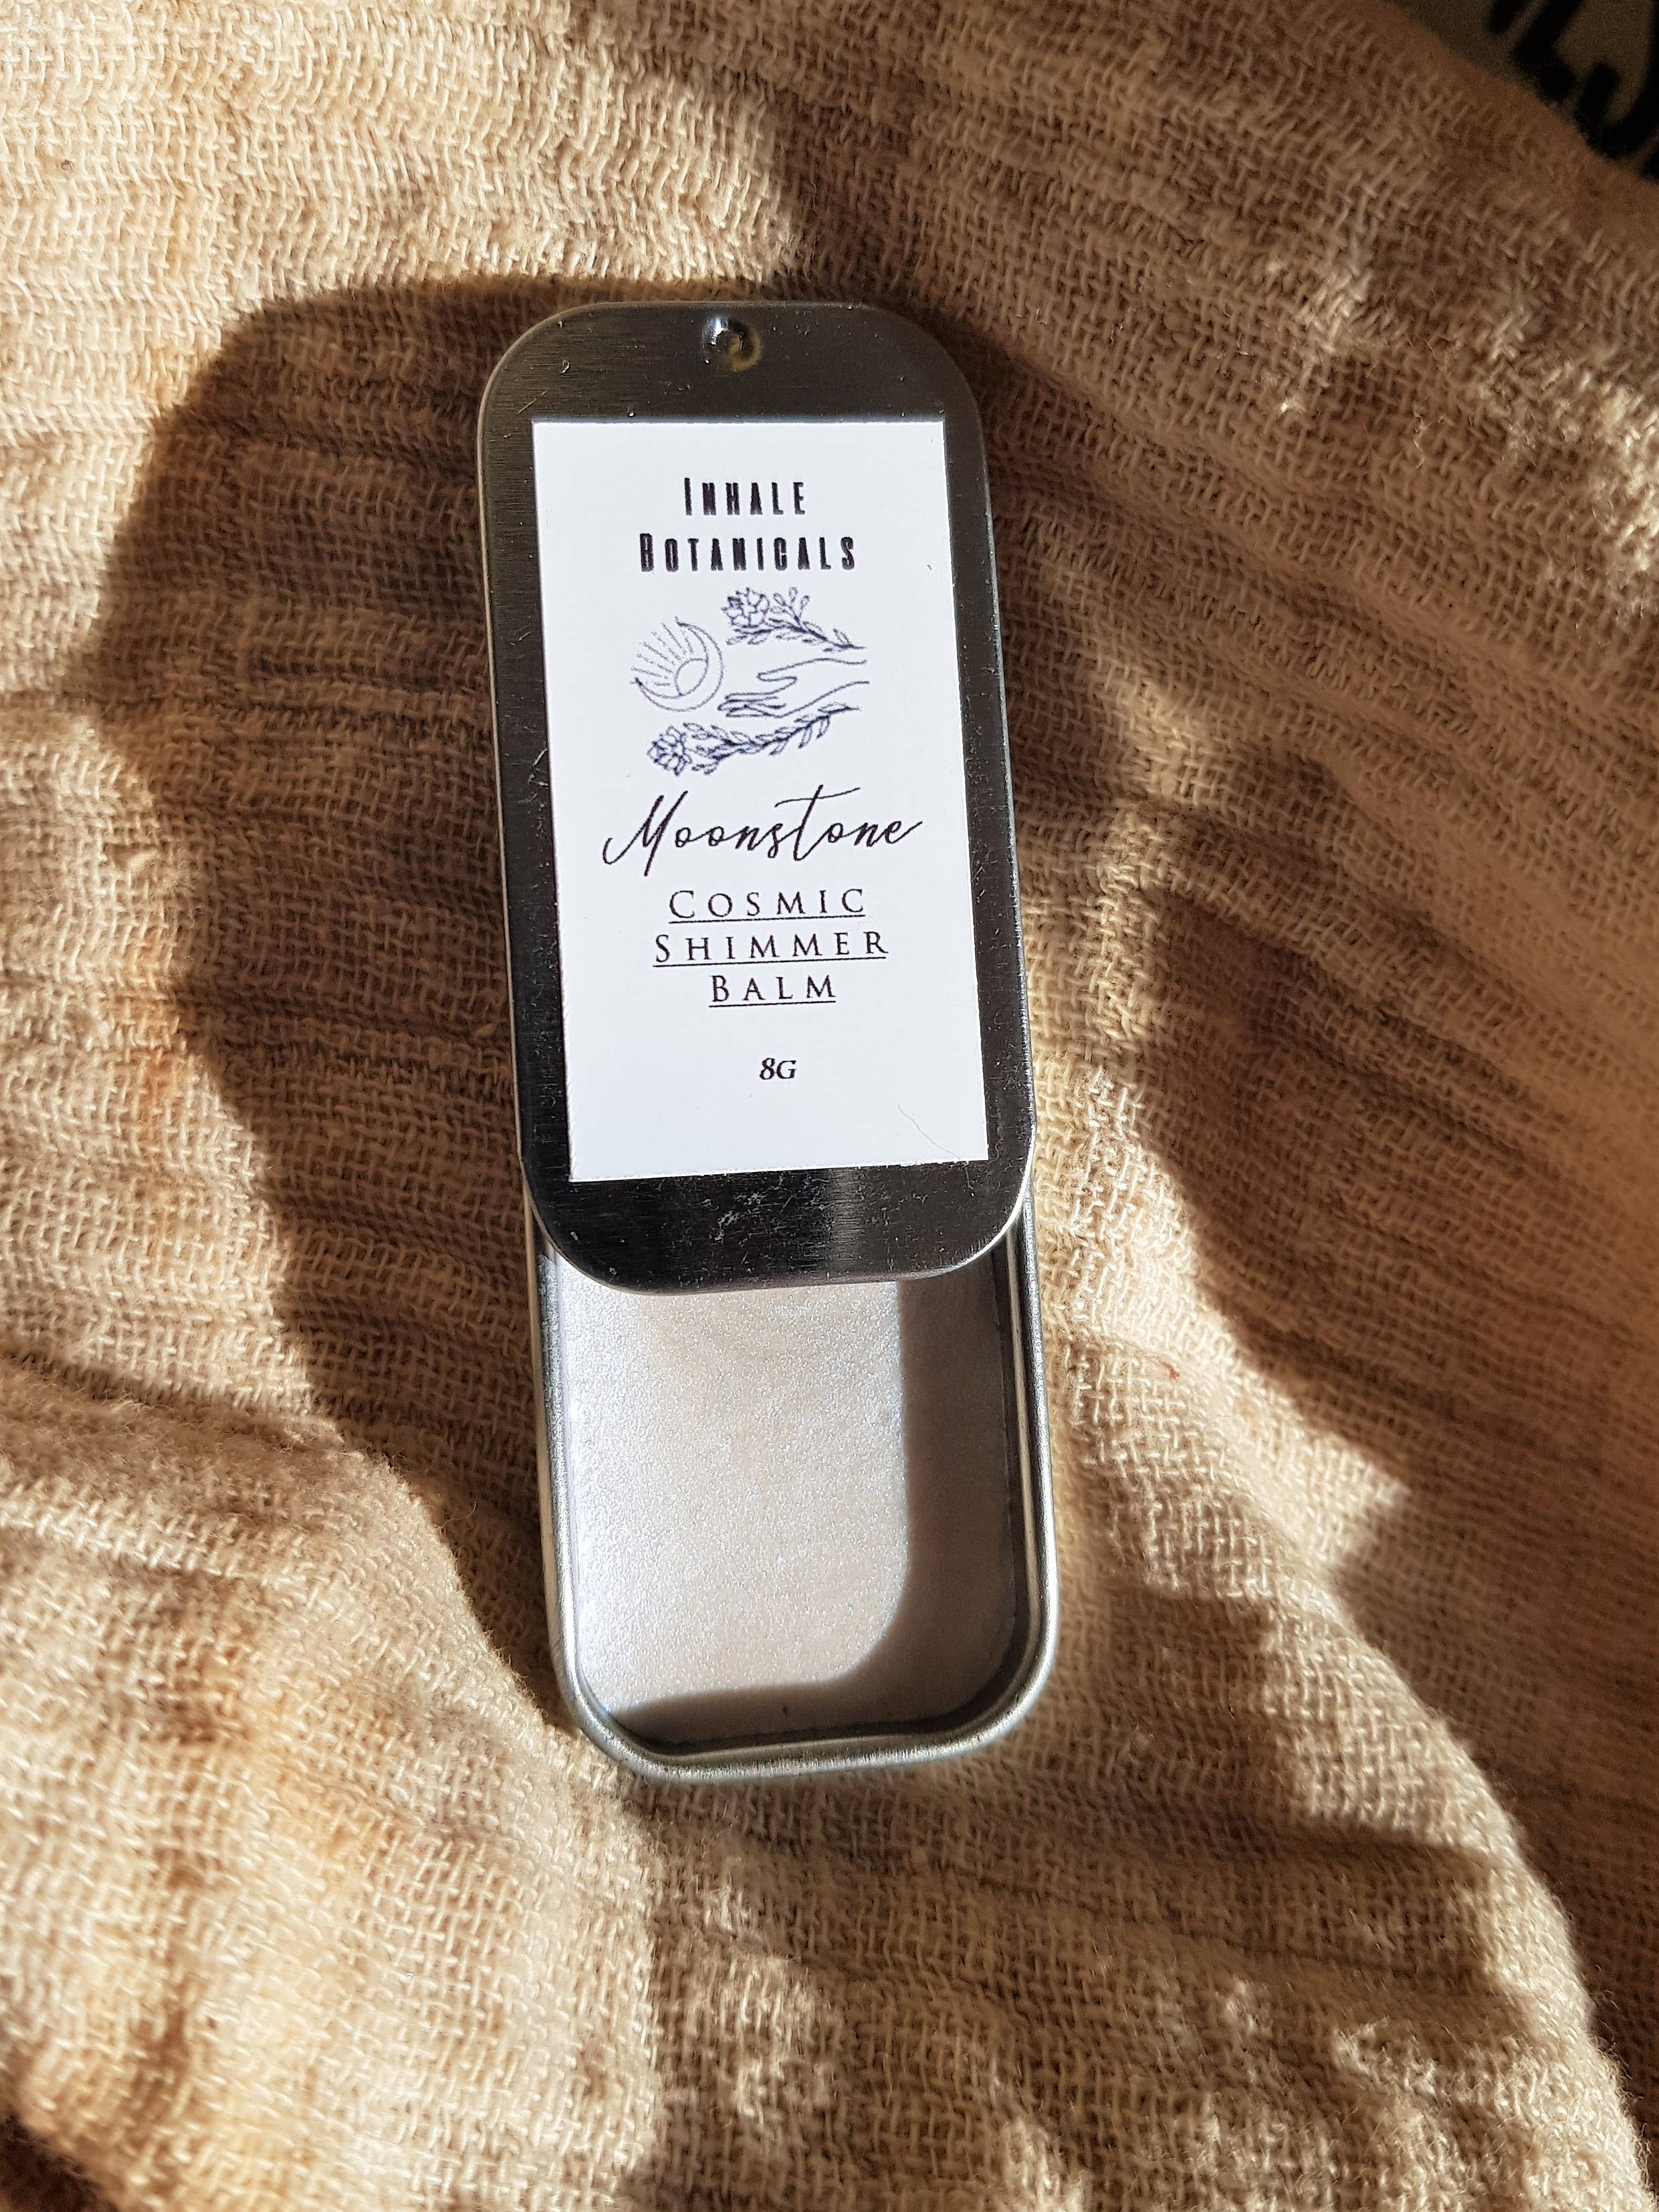 Inhale
Botanicals
Moonstone
Cosmic
Shimmer
Balm
8G